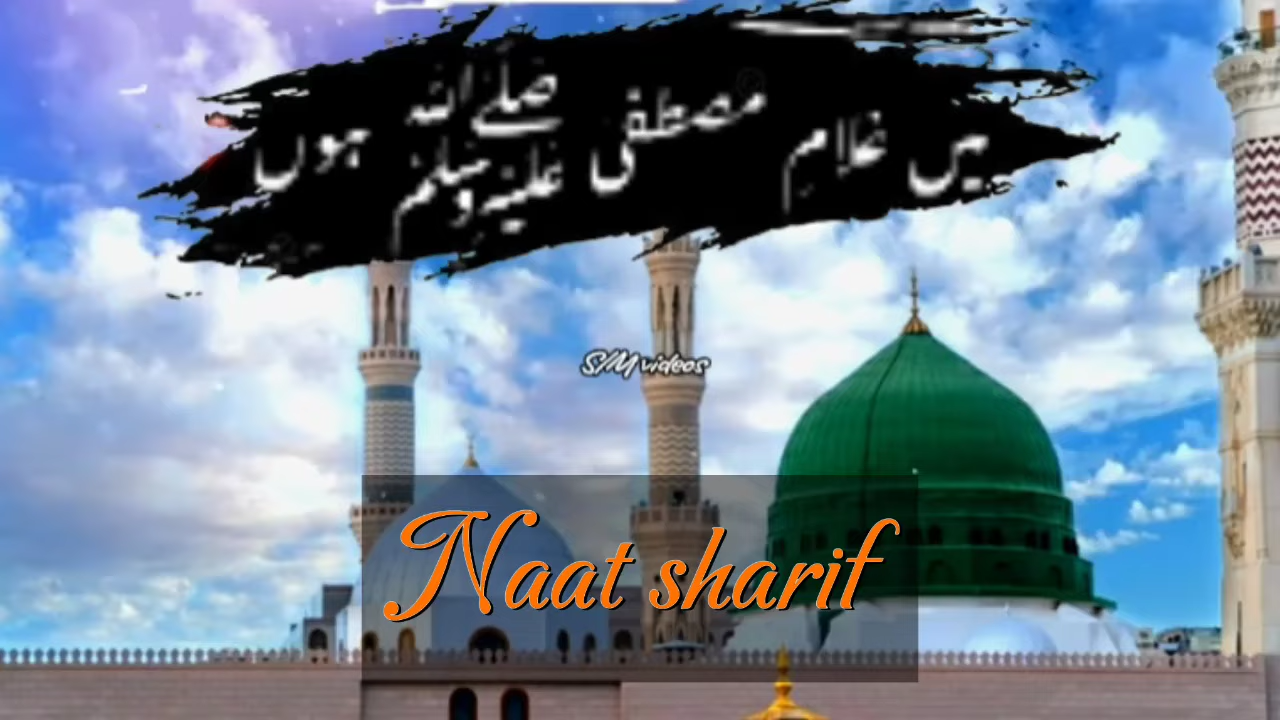 میں غلامِ مصطفی صلی اللہ علیہ وسلم ہوں
S/M videos
Naat sharif